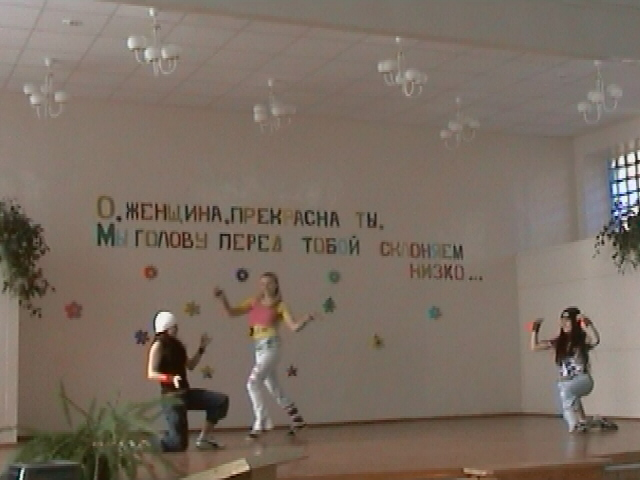 О, ЖЕНЩИНА, ПРЕКРАСНА ТЫ,
МЫ ГОЛОВУ ПЕРЕД ТОБОЙ СКЛОНЯЕМ
НИЗКО...